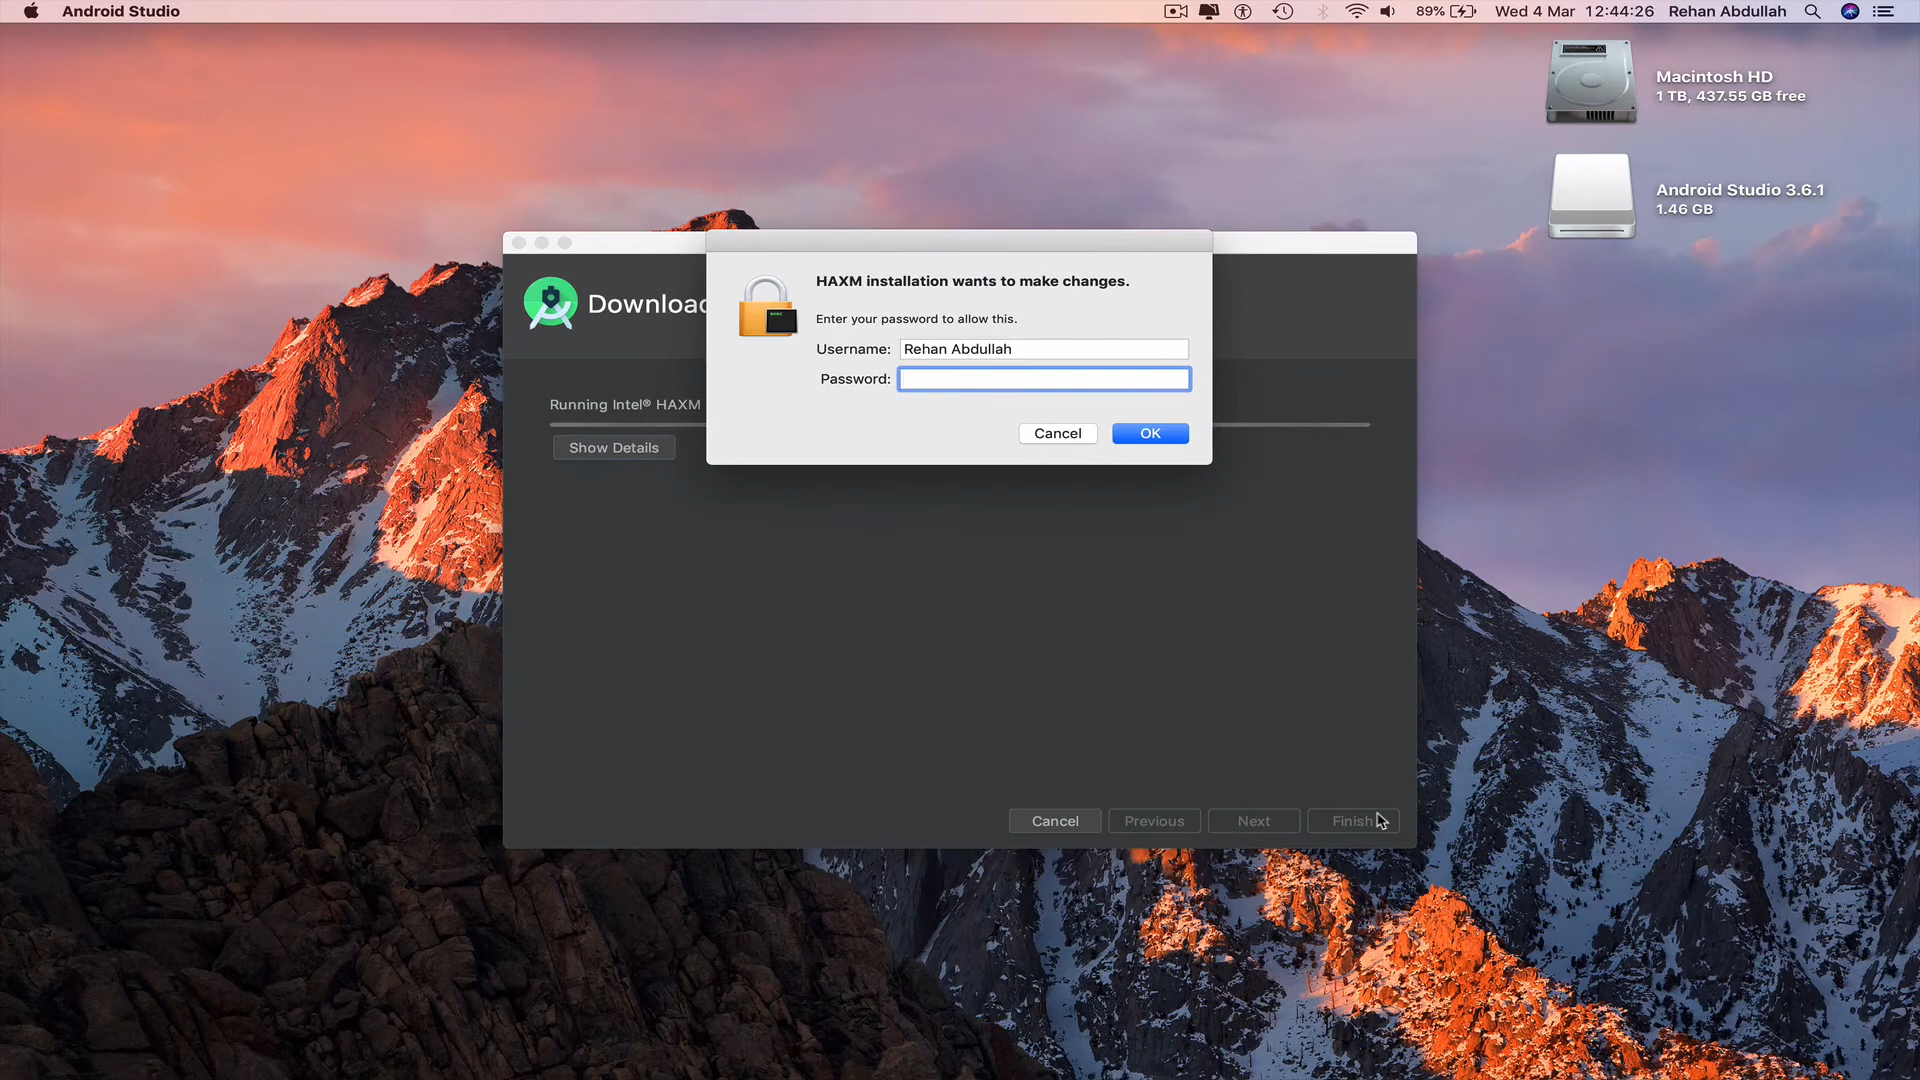 Android Studio
89%
Wed 4 Mar 12:44:26
Rehan Abdullah
Macintosh HD
1 TB, 437.55 GB free
Android Studio 3.6.1
1.46 GB
HAXM installation wants to make changes.
Enter your password to allow this.
Username: Rehan Abdullah
Password:
Cancel
OK
exec
Running Intel® HAXM
Show Details
Cancel
Previous
Next
Finish